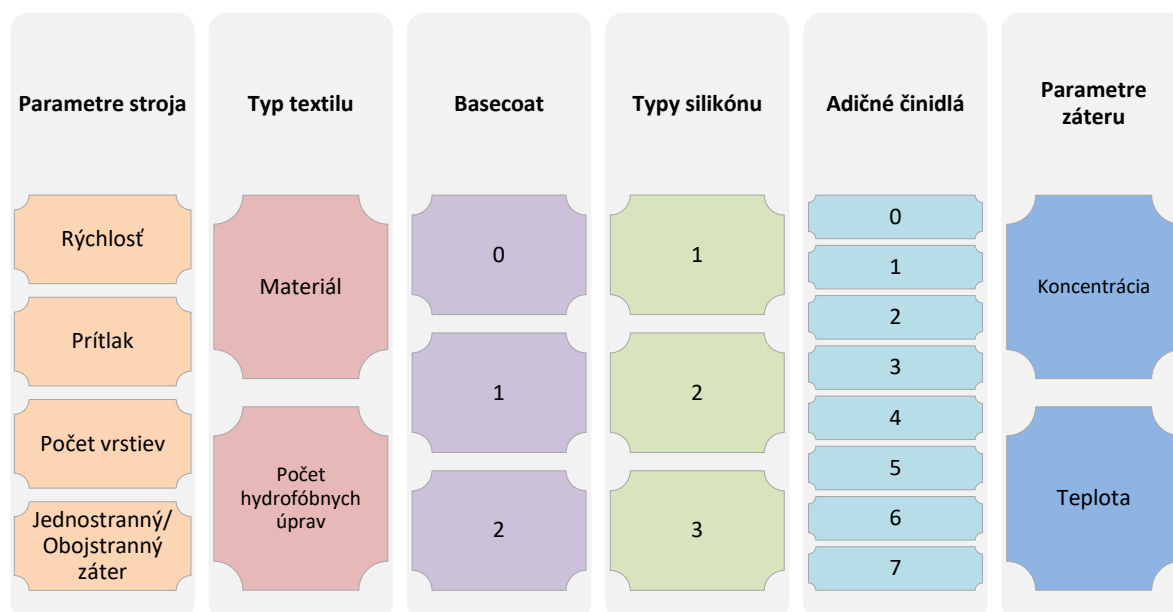 Parametre stroja
Rýchlosť
Prítlak
Počet vrstiev
Jednostranný/
Obojstranný
záter
Typ textilu
Materiál
Počet
hydrofóbnych
úprav
Basecoat
0
1
2
Typy silikónu
1
2
3
Adičné činidlá
0
1
2
3
4
5
6
7
Parametre
záteru
Koncentrácia
Teplota